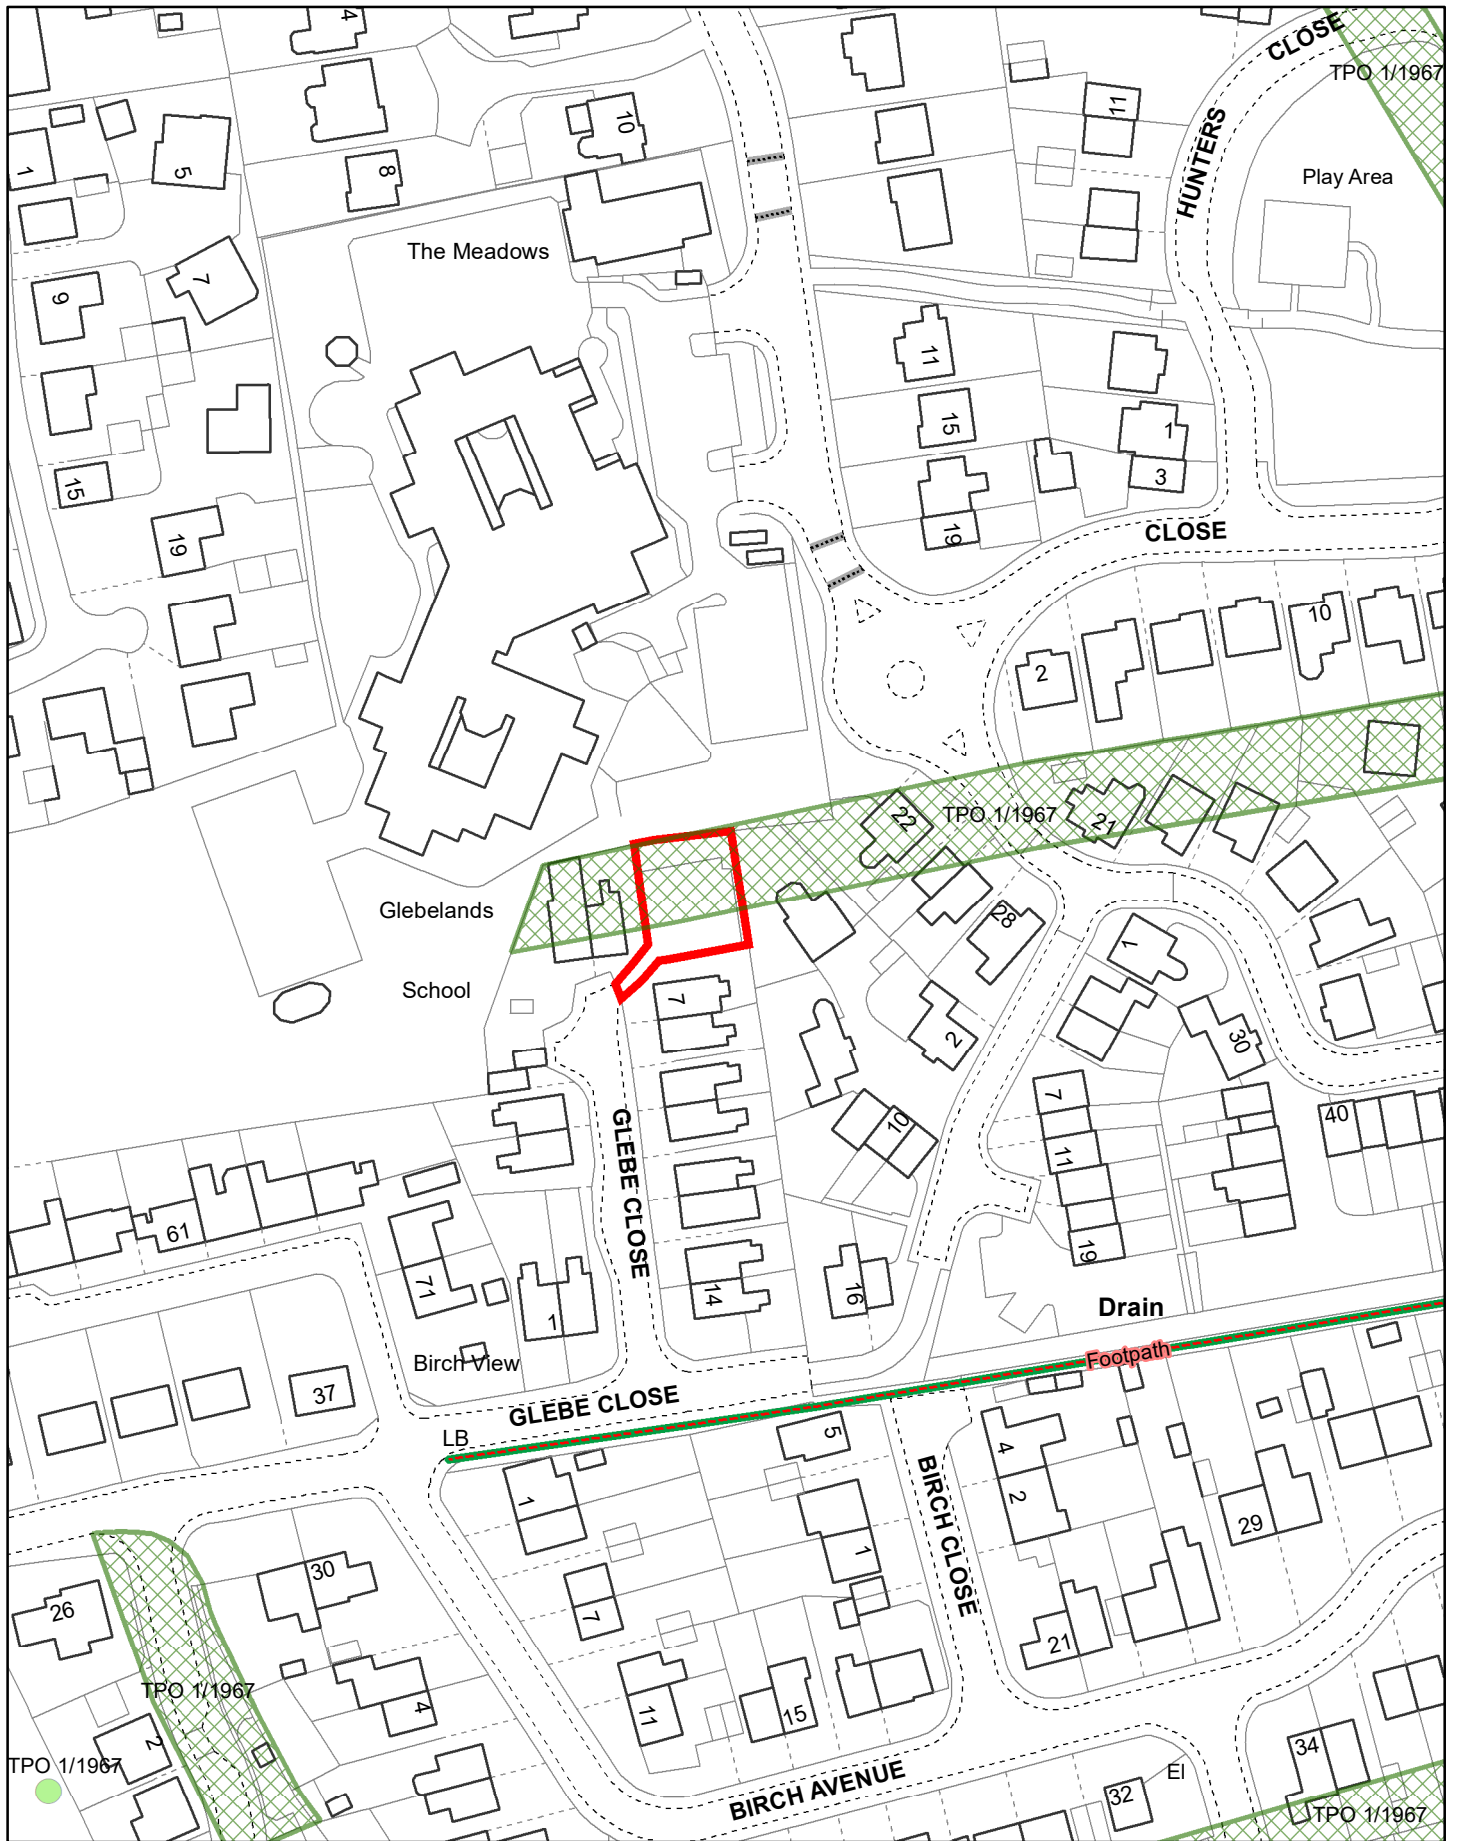 4
CLOSE
TPO 1/1967
11
10
HUNTERS
1
5
8
Play Area
The Meadows
7
9
11
15
1
3
15
19
19
CLOSE
10
2
22
TPO 1/1967
21
Glebelands
28
1
School
7
2
30
7
40
10
11
GLEBE CLOSE
61
19
71
14
16
1
Drain
Footpath
Birch View
37
GLEBE CLOSE
LB
5
4
BIRCH CLOSE
1
2
29
1
30
26
7
21
TPO 1/1967
4
11
15
2
34
TPO 1/1967
El
BIRCH AVENUE
32
TPO 1/1967